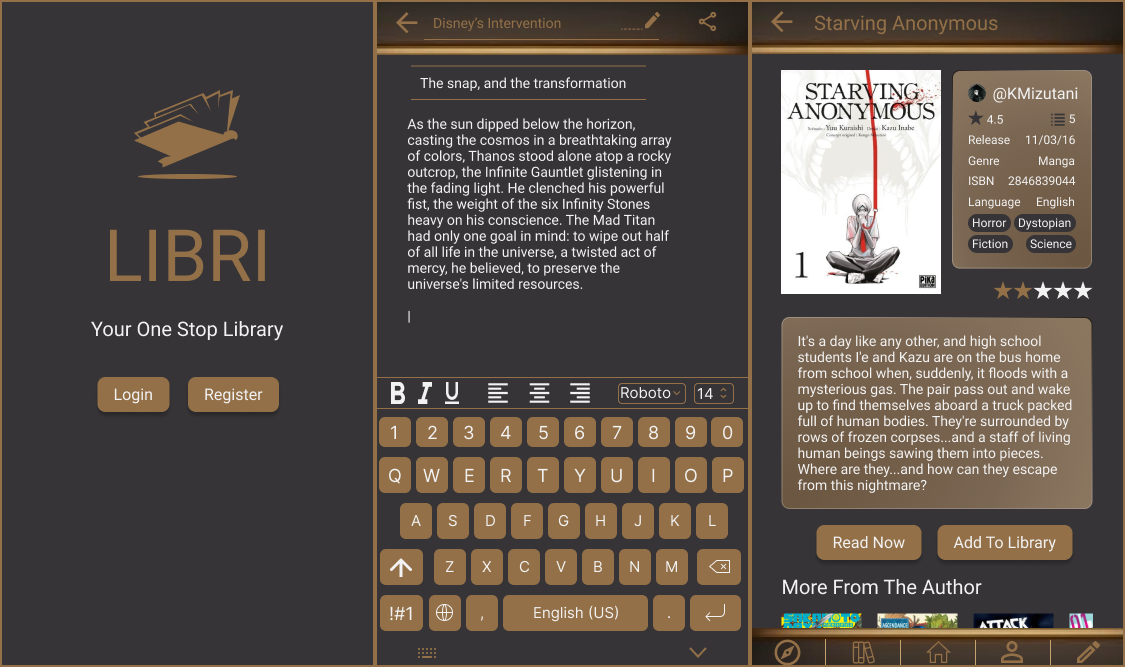 LIBRI
Your One Stop Library
Login Register
Disney's Intervention
The snap, and the transformation
As the sun dipped below the horizon,
casting the cosmos in a breathtaking array
of colors, Thanos stood alone atop a rocky
outcrop, the Infinite Gauntlet glistening in
the fading light. He clenched his powerful
fist, the weight of the six Infinity Stones
heavy on his conscience. The Mad Titan
had only one goal in mind: to wipe out half
of all life in the universe, a twisted act of
mercy, he believed, to preserve the
universe's limited resources.
B I U Roboto 14
1 2 3 4 5 6 7 8 9 0
Q W E R T Y U I O P
A S D F G H J K L
Z X C V B N M
!#1 , English (US) .
Starving Anonymous
STARVING
ANONYMOUS
Yuu Kuraishi Kazu Inabe
1
PIKA
@KMizutani
4.5 5
Release 11/03/16
Genre Manga
ISBN 2846839044
Language English
Horror Dystopian
Fiction Science
It's a day like any other, and high school
students I'e and Kazu are on the bus home
from school when, suddenly, it floods with a
mysterious gas. The pair pass out and wake
up to find themselves aboard a truck packed
full of human bodies. They're surrounded by
rows of frozen corpses...and a staff of living
human beings sawing them into pieces.
Where are they...and how can they escape
from this nightmare?
Read Now Add To Library
More From The Author
ASCENDANCE
ATTACK